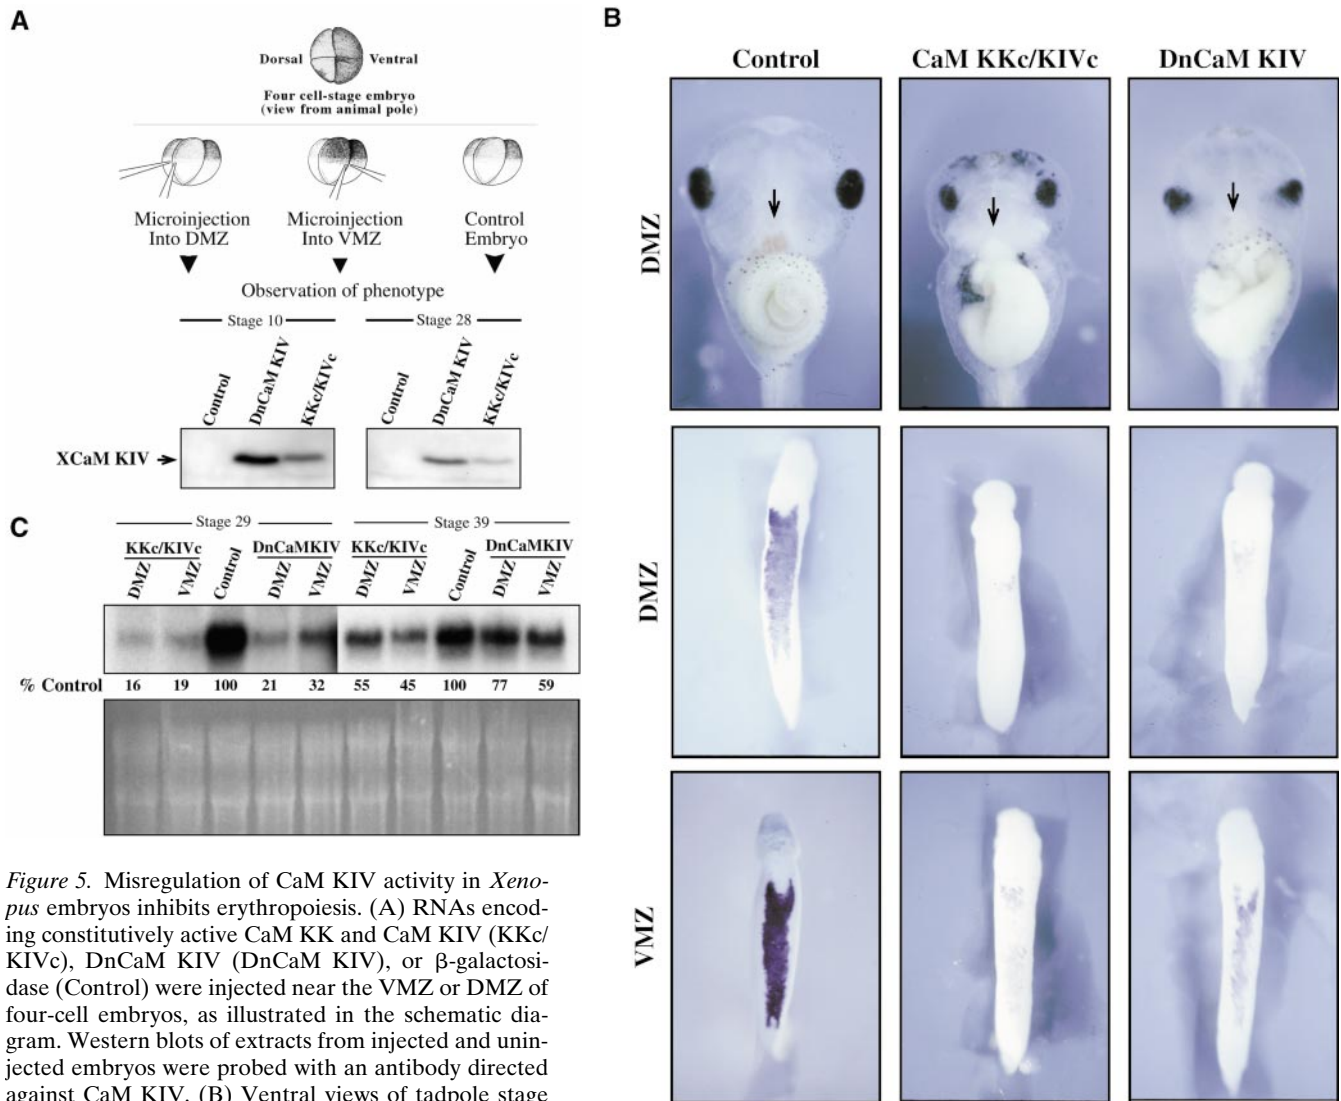 A
Dorsal Ventral
Four cell-stage embryo
(view from animal pole)
Microinjection
Into DMZ
Microinjection
Into VMZ
Control
Embryo
Observation of phenotype
Stage 10
Stage 28
Control
DnCaM KIV
KKc/KIVc
Control
DnCaM KIV
KKc/KIVc
XCaM KIV
C
Stage 29
Stage 39
KKc/KIVc
DMZ
VMZ
Control
DnCaMKIV
DMZ
VMZ
KKc/KIVc
DMZ
VMZ
Control
DnCaMKIV
DMZ
VMZ
% Control 16 19 100 21 32 55 45 100 77 59
Figure 5. Misregulation of CaM KIV activity in Xeno-
pus embryos inhibits erythropoiesis. (A) RNAs encod-
ing constitutively active CaM KK and CaM KIV (KKc/
KIVc), DnCaM KIV (DnCaM KIV), or β-galactosi-
dase (Control) were injected near the VMZ or DMZ of
four-cell embryos, as illustrated in the schematic dia-
gram. Western blots of extracts from injected and unin-
jected embryos were probed with an antibody directed
against CaM KIV. (B) Ventral views of tadpole stage
B
Control CaM KKc/KIVc DnCaM KIV
DMZ
DMZ
VMZ